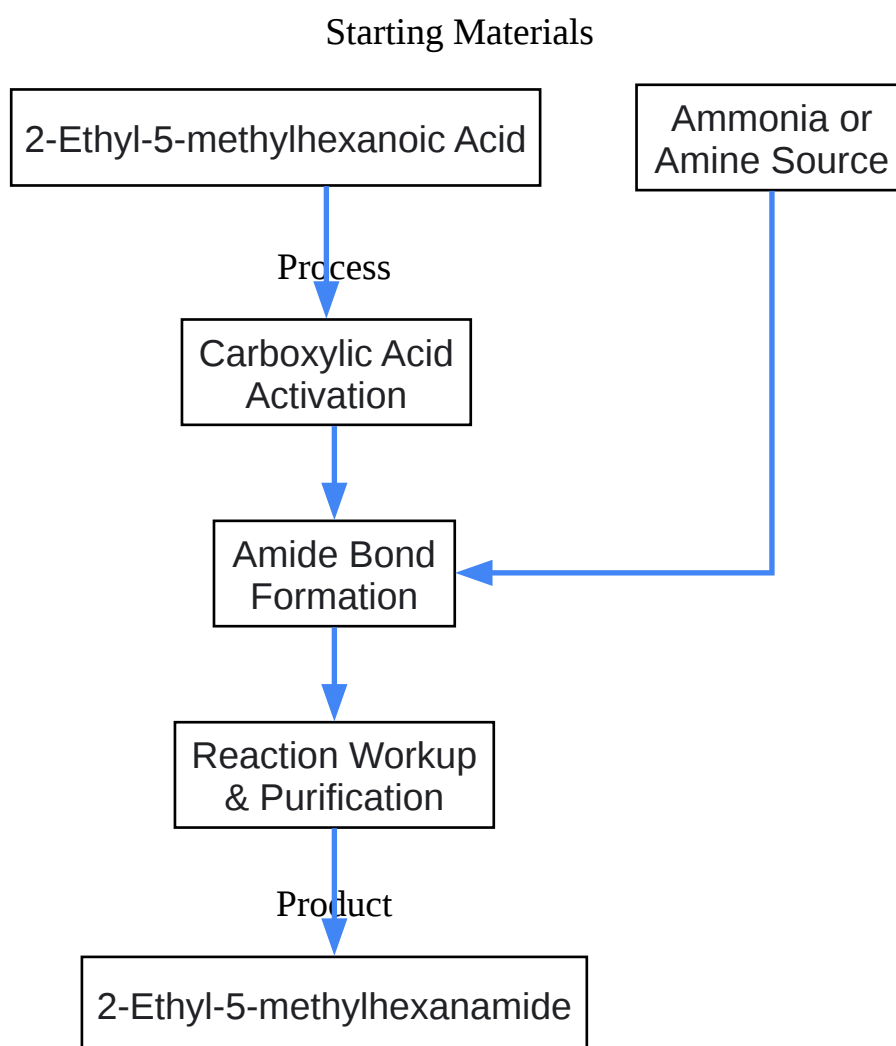 Starting Materials
2-Ethyl-5-methylhexanoic Acid
Ammonia or
Amine Source
Process
Carboxylic Acid
Activation
Amide Bond
Formation
Reaction Workup
& Purification
Product
2-Ethyl-5-methylhexanamide